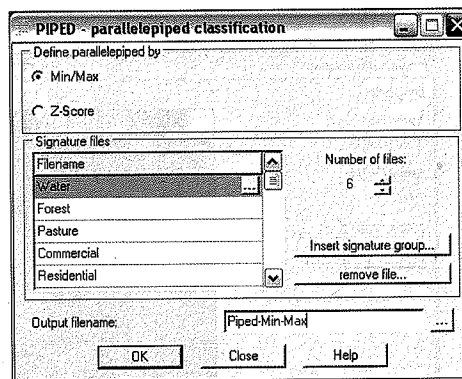 PIPED - parallelepiped classification
Define parallelepiped by
Min/Max
Z-Score
Signature files
Filename
Number of files:
Water
...
6
Forest
Pasture
Commercial
Insert signature group...
Residential
remove file...
Output filename:
Piped-Min-Max
...
OK
Close
Help